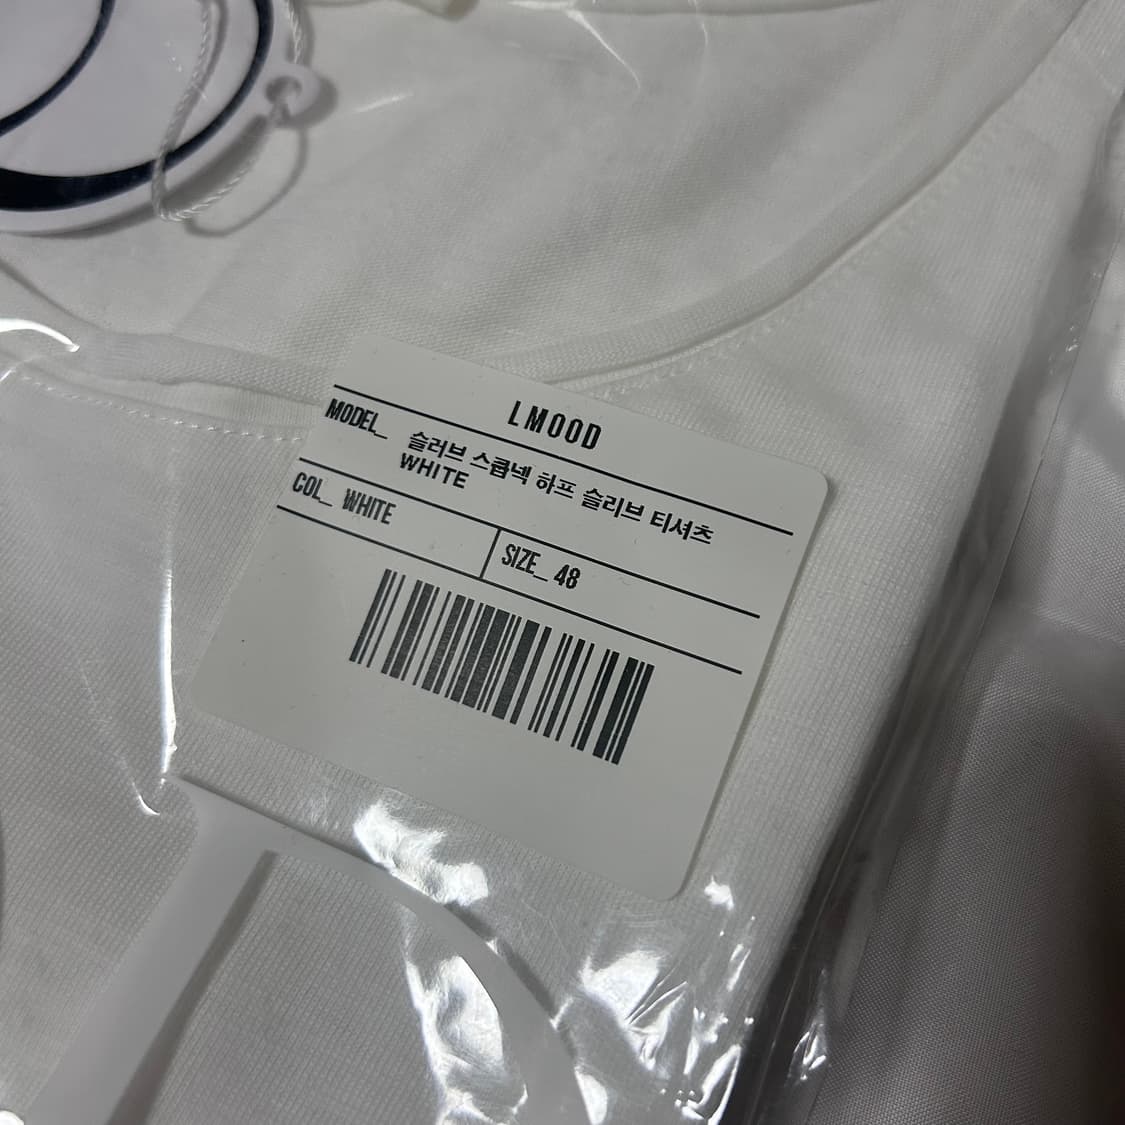 LMOOD
MODEL_ 슬러브 스쿱넥 하프 슬리브 티셔츠
WHITE
COL_ WHITE
SIZE_ 48